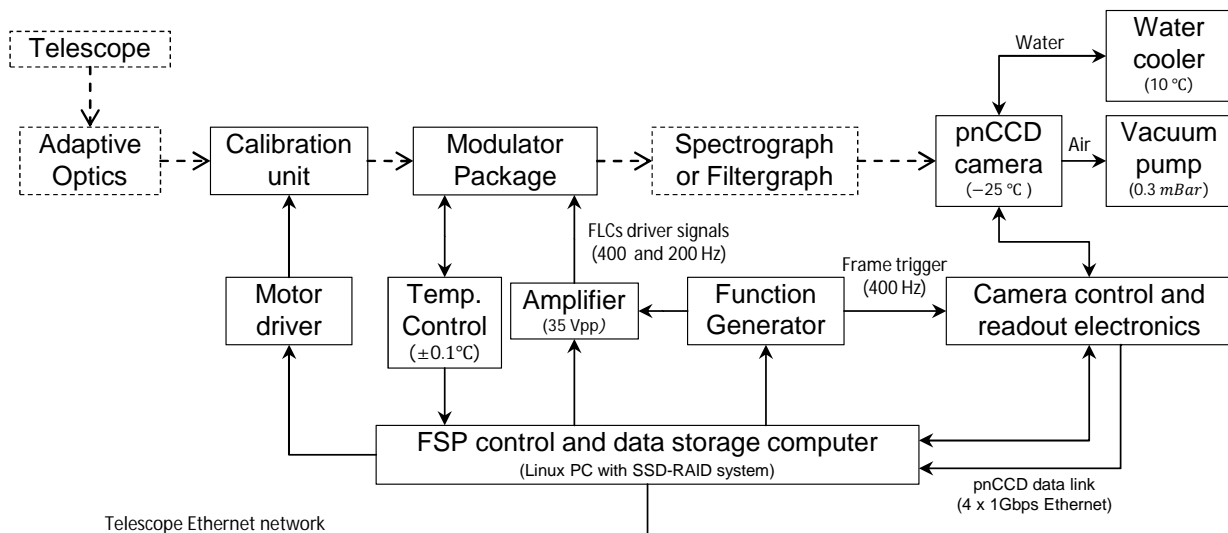 Telescope
Adaptive
Optics
Calibration
unit
Modulator
Package
Spectrograph
or Filtergraph
pnCCD
camera
(−25 °C )
Water
Water
cooler
(10 °C)
Air
Vacuum
pump
(0.3 mBar)
FLCs driver signals
(400 and 200 Hz)
Frame trigger
(400 Hz)
Motor
driver
Temp.
Control
(±0.1°C)
Amplifier
(35 Vpp)
Function
Generator
Camera control and
readout electronics
FSP control and data storage computer
(Linux PC with SSD-RAID system)
pnCCD data link
(4 x 1Gbps Ethernet)
Telescope Ethernet network